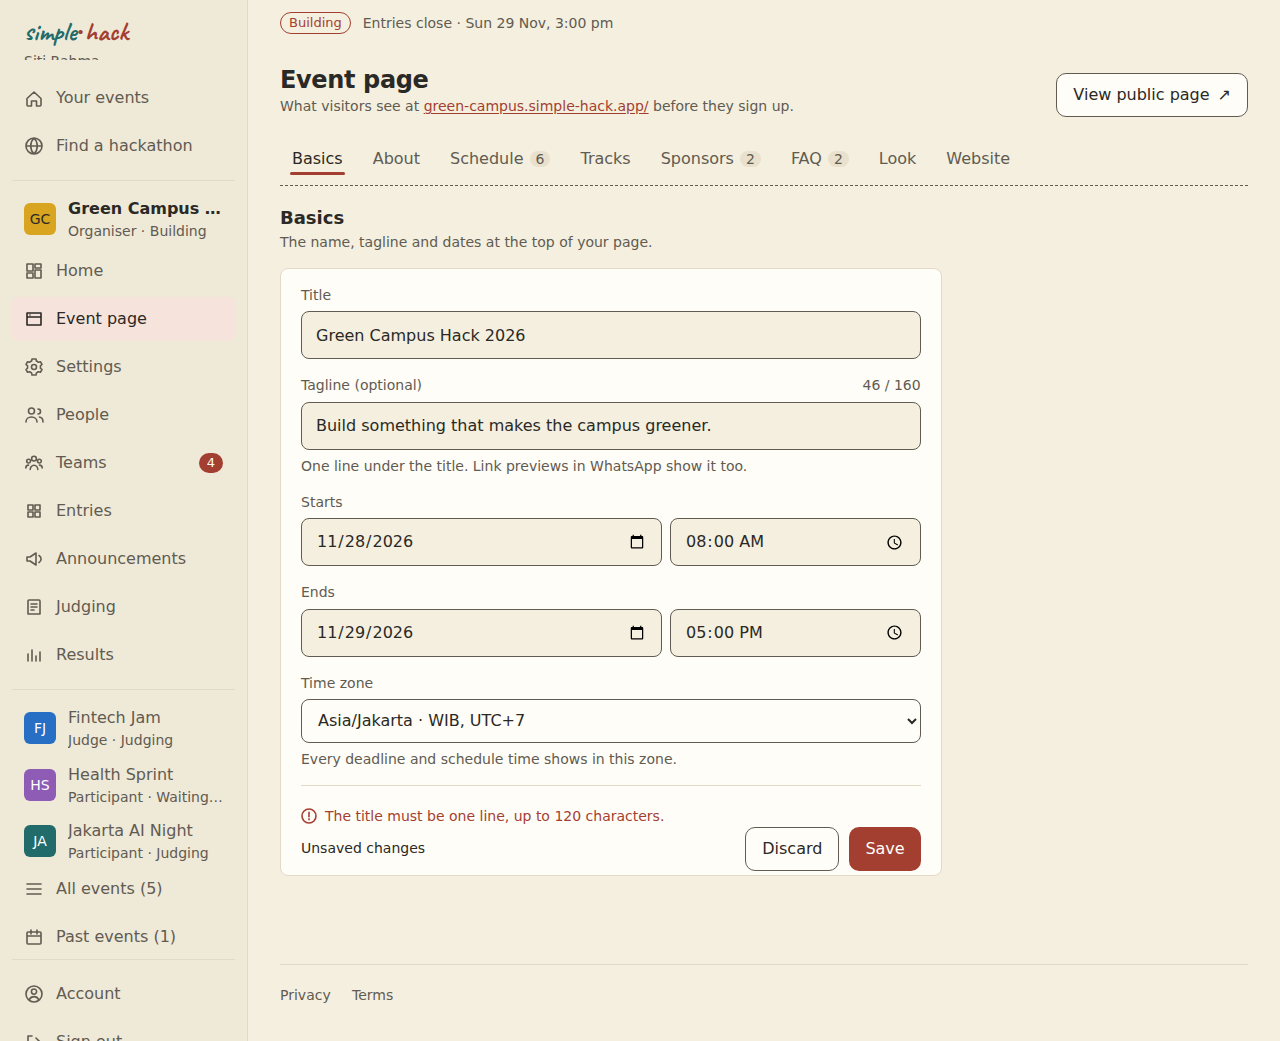 simple·hack
Siti Rahma
Your events
Find a hackathon
GC
Green Campus ...
Organiser · Building
Home
Event page
Settings
People
Teams
4
Entries
Announcements
Judging
Results
FJ
Fintech Jam
Judge · Judging
HS
Health Sprint
Participant · Waiting...
JA
Jakarta AI Night
Participant · Judging
All events (5)
Past events (1)
Account
Sign out
Building
Entries close · Sun 29 Nov, 3:00 pm
Event page
What visitors see at green-campus.simple-hack.app/ before they sign up.
View public page ↗
Basics
About
Schedule 6
Tracks
Sponsors 2
FAQ 2
Look
Website
Basics
The name, tagline and dates at the top of your page.
Title
Green Campus Hack 2026
Tagline (optional)
46 / 160
Build something that makes the campus greener.
One line under the title. Link previews in WhatsApp show it too.
Starts
11/28/2026
08:00 AM
Ends
11/29/2026
05:00 PM
Time zone
Asia/Jakarta · WIB, UTC+7
Every deadline and schedule time shows in this zone.
The title must be one line, up to 120 characters.
Unsaved changes
Discard
Save
Privacy
Terms